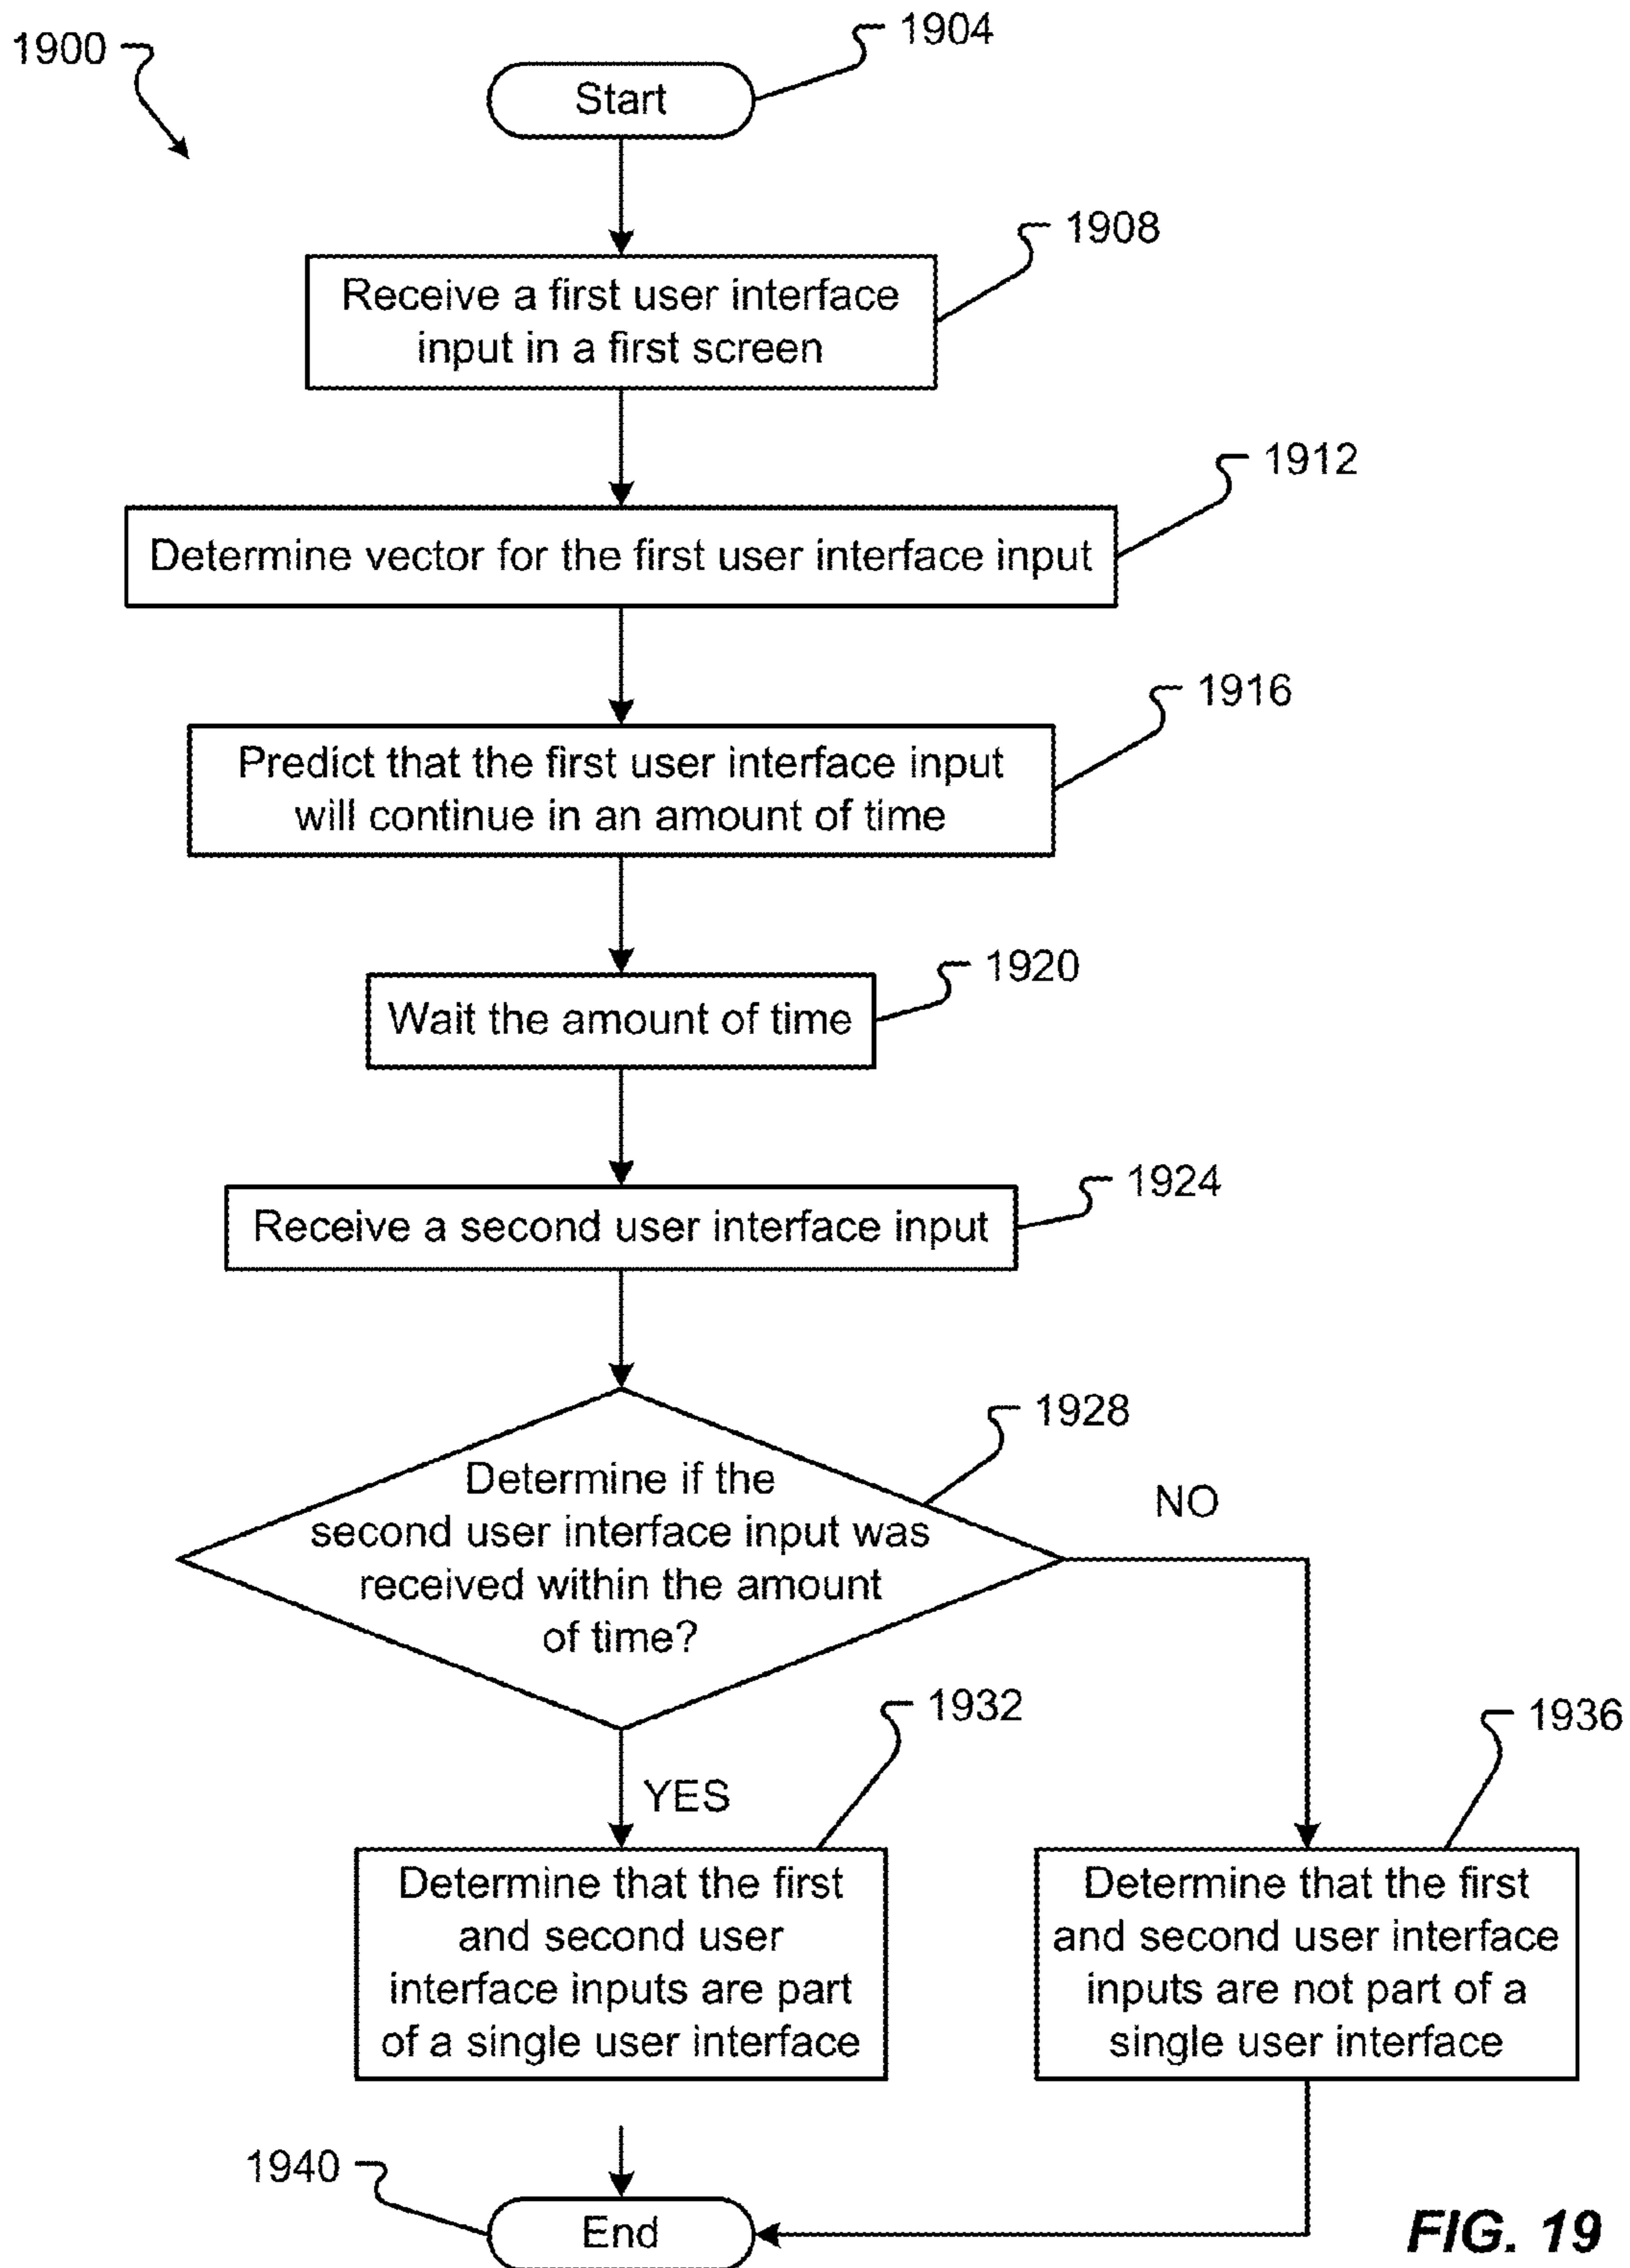 1900
1904
Start
1908
Receive a first user interface
input in a first screen
1912
Determine vector for the first user interface input
1916
Predict that the first user interface input
will continue in an amount of time
1920
Wait the amount of time
1924
Receive a second user interface input
1928
Determine if the
second user interface input was
received within the amount
of time?
NO
1932
1936
YES
Determine that the first
and second user
interface inputs are part
of a single user interface
Determine that the first
and second user interface
inputs are not part of a
single user interface
1940
End
FIG. 19